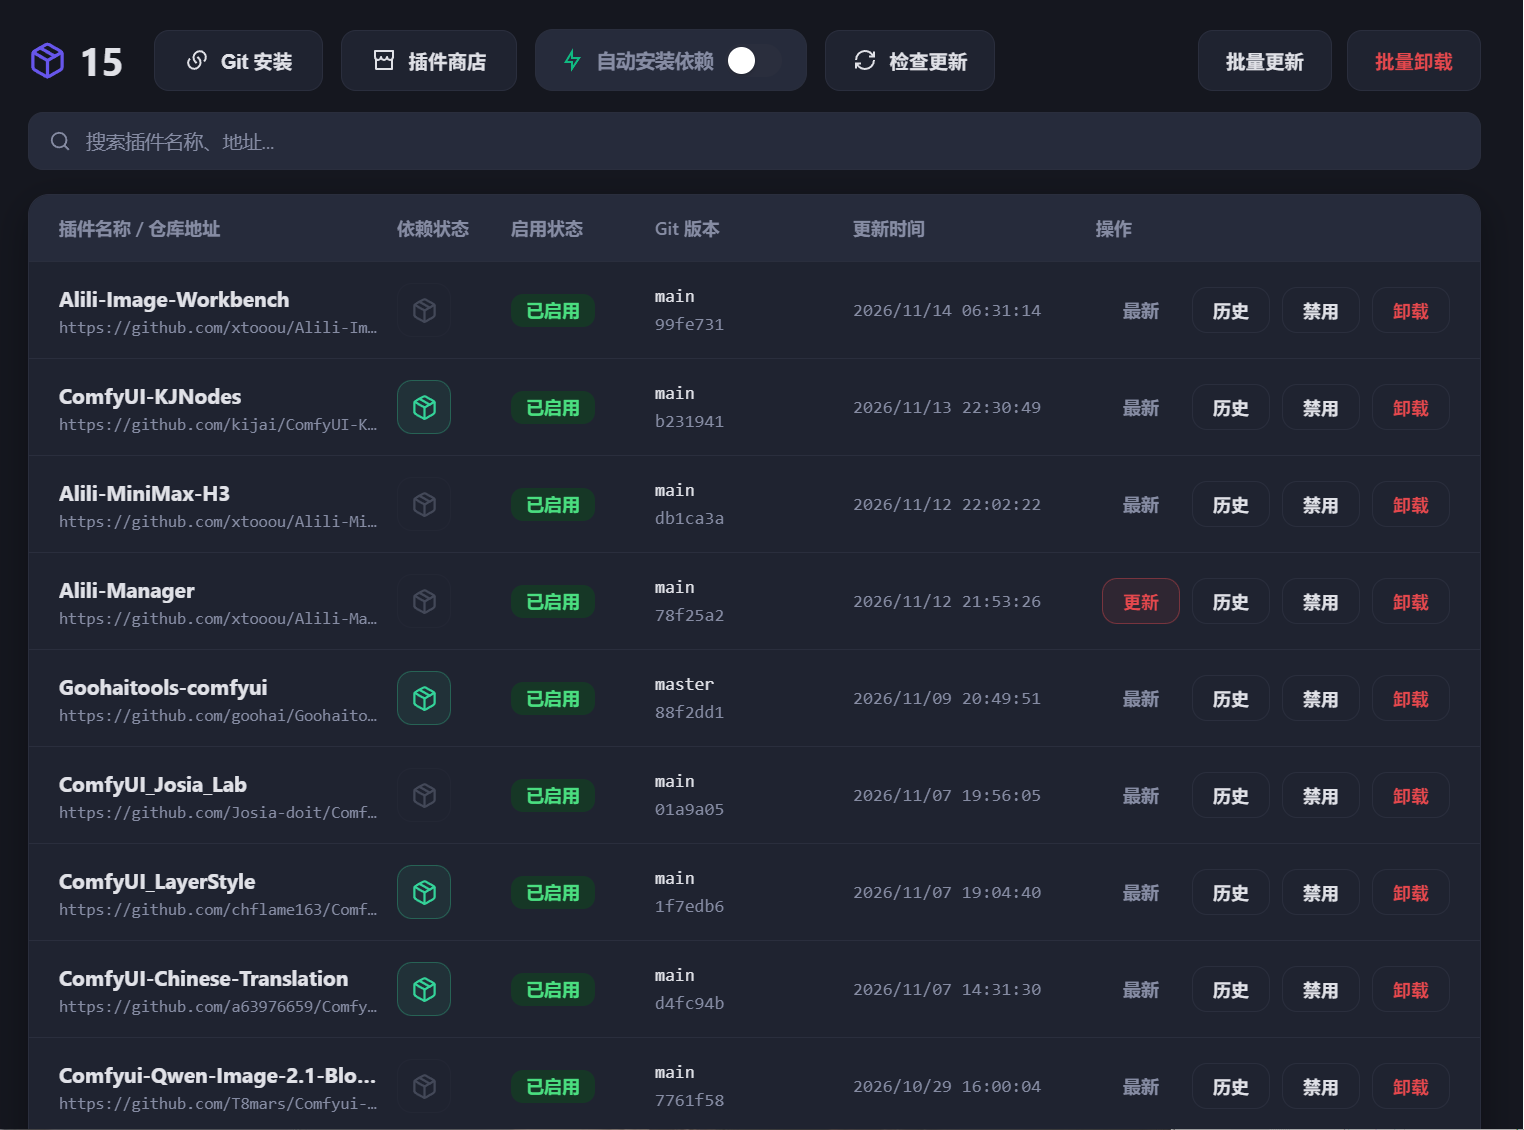 15
Git 安装
插件商店
自动安装依赖
检查更新
批量更新
批量卸载
搜索插件名称、地址...
插件名称 / 仓库地址 依赖状态 启用状态 Git 版本 更新时间 操作
Alili-Image-Workbench
https://github.com/xtooou/Alili-Im...
已启用
main
99fe731
2026/11/14 06:31:14
最新 历史 禁用 卸载
ComfyUI-KJNodes
https://github.com/kijai/ComfyUI-K...
已启用
main
b231941
2026/11/13 22:30:49
最新 历史 禁用 卸载
Alili-MiniMax-H3
https://github.com/xtooou/Alili-Mi...
已启用
main
db1ca3a
2026/11/12 22:02:22
最新 历史 禁用 卸载
Alili-Manager
https://github.com/xtooou/Alili-Ma...
已启用
main
78f25a2
2026/11/12 21:53:26
更新 历史 禁用 卸载
Goohaitools-comfyui
https://github.com/goohai/Goohaito...
已启用
master
88f2dd1
2026/11/09 20:49:51
最新 历史 禁用 卸载
ComfyUI_Josia_Lab
https://github.com/Josia-doit/Comf...
已启用
main
01a9a05
2026/11/07 19:56:05
最新 历史 禁用 卸载
ComfyUI_LayerStyle
https://github.com/chflame163/Comf...
已启用
main
1f7edb6
2026/11/07 19:04:40
最新 历史 禁用 卸载
ComfyUI-Chinese-Translation
https://github.com/a63976659/Comfy...
已启用
main
d4fc94b
2026/11/07 14:31:30
最新 历史 禁用 卸载
Comfyui-Qwen-Image-2.1-Blo...
https://github.com/T8mars/Comfyui-...
已启用
main
7761f58
2026/10/29 16:00:04
最新 历史 禁用 卸载